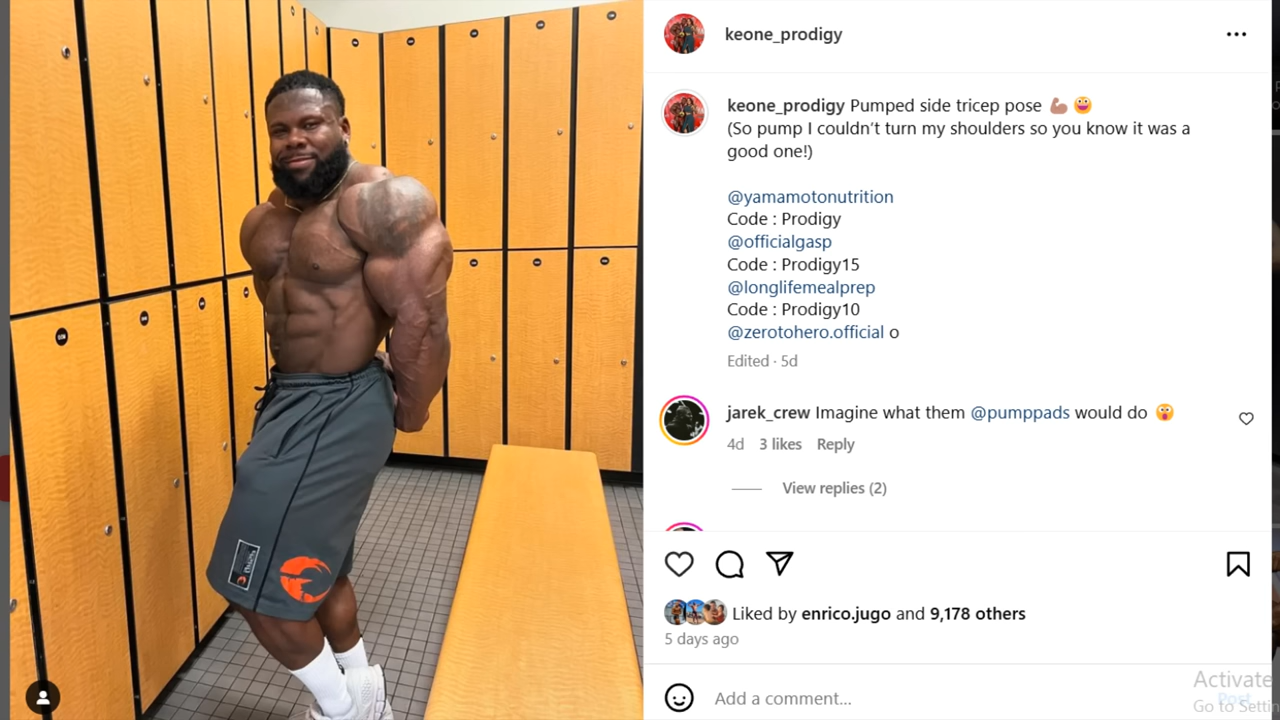 keone_prodigy
keone_prodigy Pumped side tricep pose 💪🏽 😀
(So pump I couldn’t turn my shoulders so you know it was a
good one!)
@yamamotonutrition
Code : Prodigy
@officialgasp
Code : Prodigy15
@longlifemealprep
Code : Prodigy10
@zerotohero.official o
Edited · 5d
jarek_crew Imagine what them @pumppads would do 😲
4d 3 likes Reply
View replies (2)
Liked by enrico.jugo and 9,178 others
5 days ago
Add a comment...
Post
Activate
Go to Settin